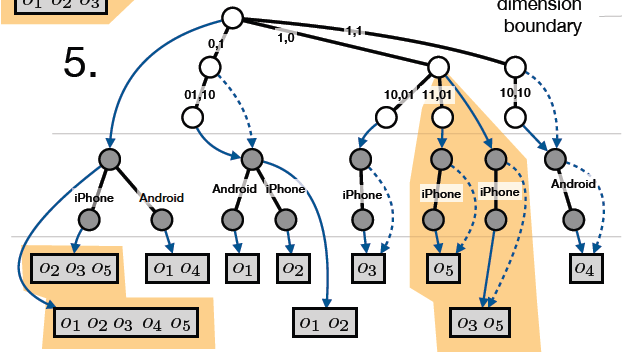 o1 o2 o3
dimension
boundary
5.
0,1
1,0
1,1
01,10
10,01
11,01
10,10
iPhone
Android
Android
iPhone
iPhone
iPhone
iPhone
Android
o2 o3 o5
o1 o4
o1
o2
o3
o5
o4
o1 o2 o3 o4 o5
o1 o2
o3 o5